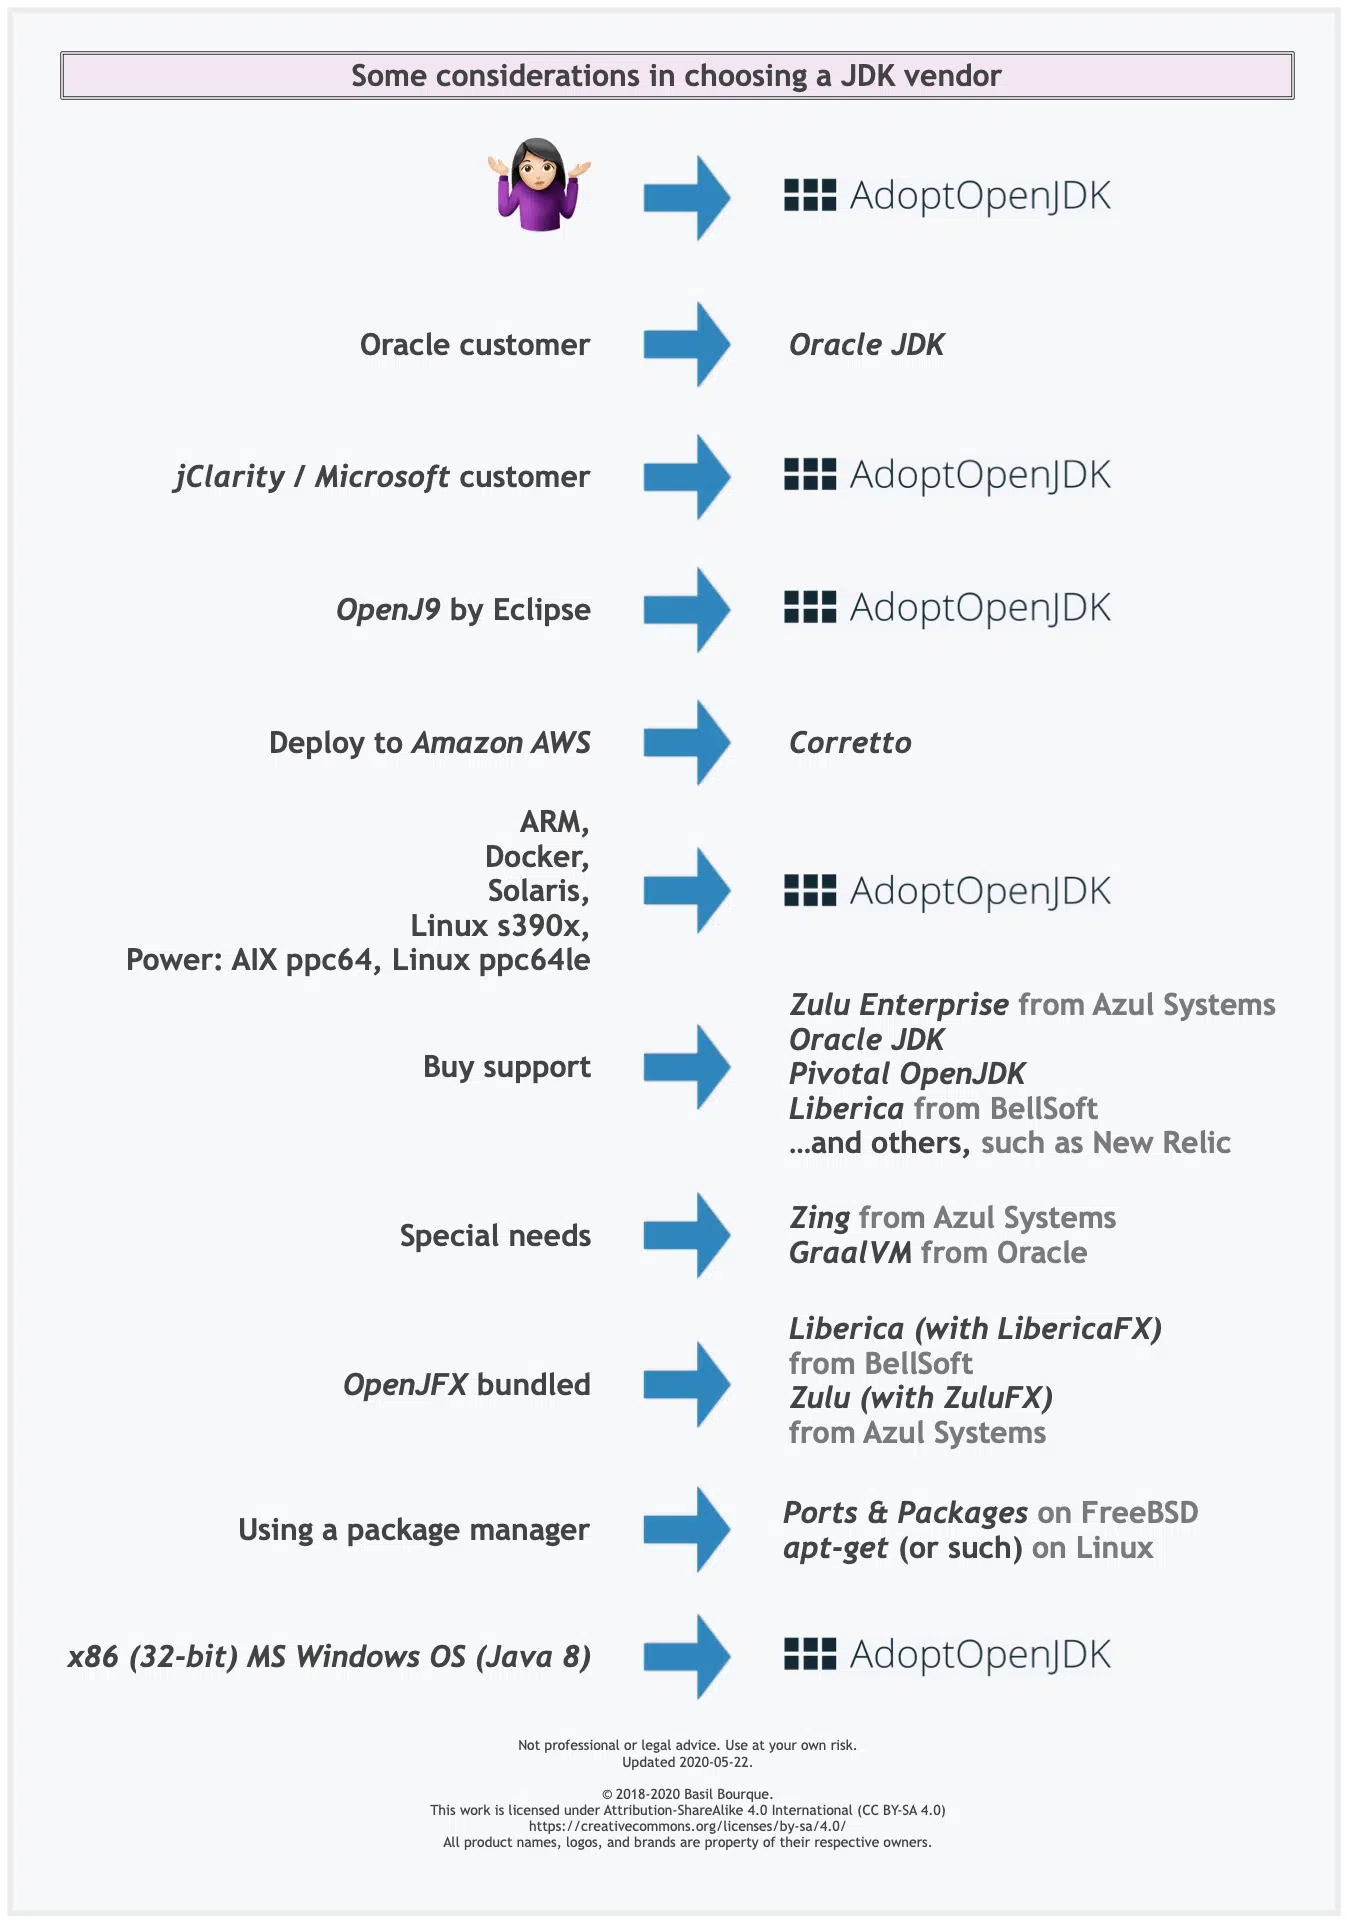 Some considerations in choosing a JDK vendor
AdoptOpenJDK
Oracle customer
Oracle JDK
jClarity / Microsoft customer
AdoptOpenJDK
OpenJ9 by Eclipse
AdoptOpenJDK
Deploy to Amazon AWS
Corretto
ARM,
Docker,
Solaris,
Linux s390x,
Power: AIX ppc64, Linux ppc64le
AdoptOpenJDK
Buy support
Zulu Enterprise from Azul Systems
Oracle JDK
Pivotal OpenJDK
Liberica from BellSoft
…and others, such as New Relic
Special needs
Zing from Azul Systems
GraalVM from Oracle
OpenJFX bundled
Liberica (with LibericaFX)
from BellSoft
Zulu (with ZuluFX)
from Azul Systems
Using a package manager
Ports & Packages on FreeBSD
apt-get (or such) on Linux
x86 (32-bit) MS Windows OS (Java 8)
AdoptOpenJDK
Not professional or legal advice. Use at your own risk.
Updated 2020-05-22.
© 2018-2020 Basil Bourque.
This work is licensed under Attribution-ShareAlike 4.0 International (CC BY-SA 4.0)
https://creativecommons.org/licenses/by-sa/4.0/
All product names, logos, and brands are property of their respective owners.